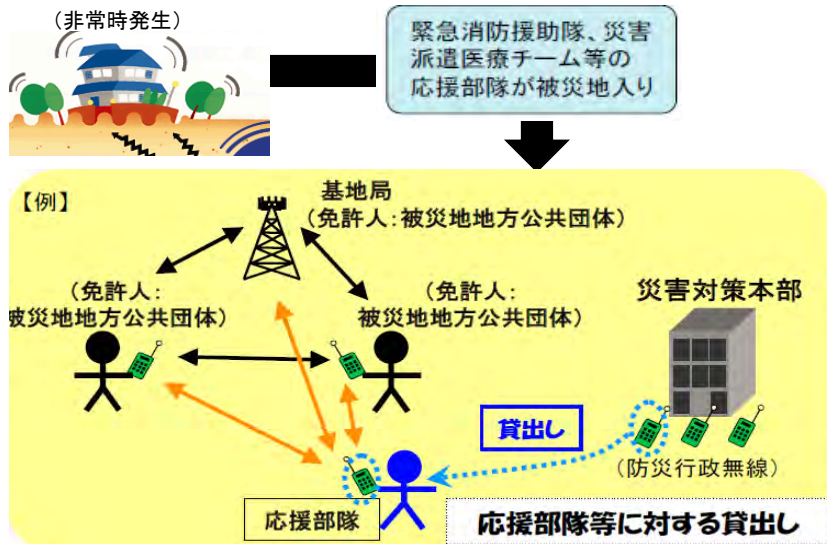 （非常時発生）
緊急消防援助隊、災害
派遣医療チーム等の
応援部隊が被災地入り
【例】
基地局
（免許人：被災地地方公共団体）
（免許人：
被災地地方公共団体）
（免許人：
被災地地方公共団体）
災害対策本部
貸出し
（防災行政無線）
応援部隊
応援部隊等に対する貸出し